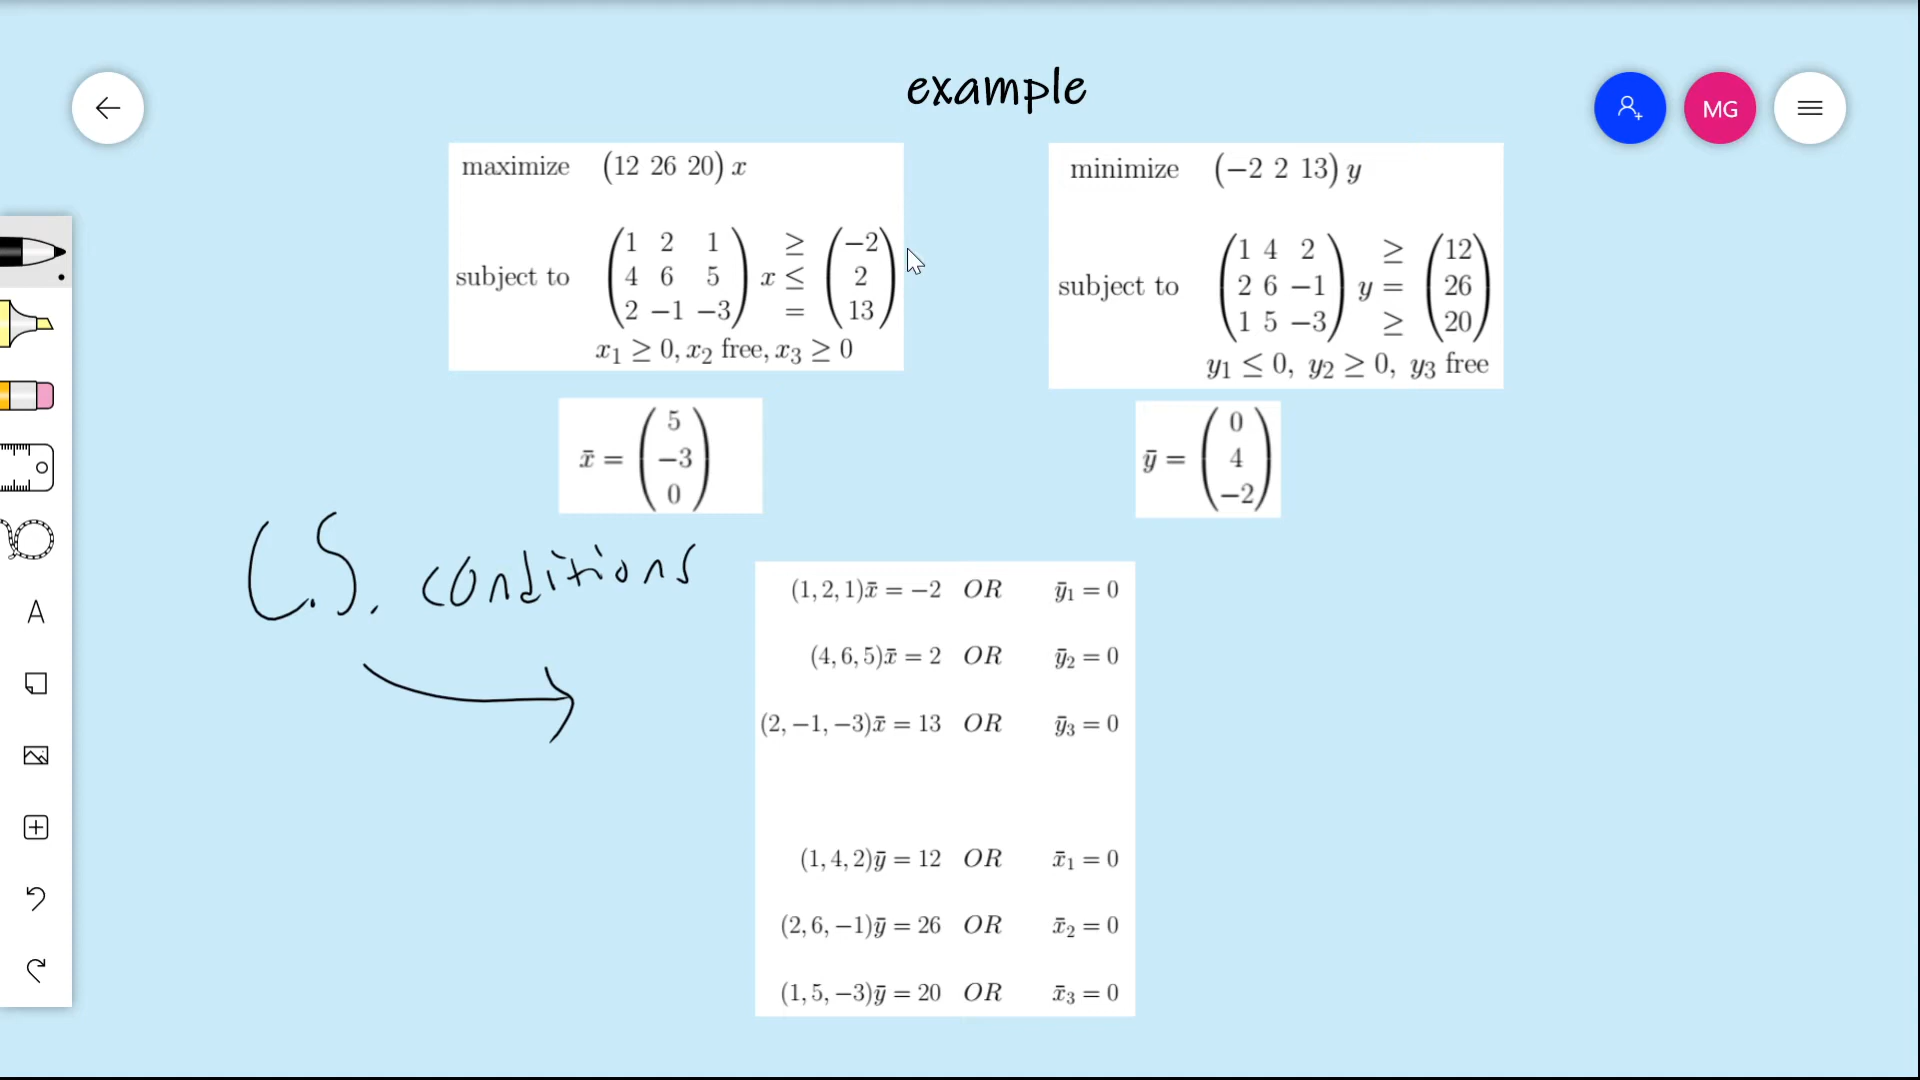 example
MG
maximize (12 26 20) x
subject to
(1 2 1) ≥ (−2)
(4 6 5) x ≤ (2)
(2 −1 −3) = (13)
x₁ ≥ 0, x₂ free, x₃ ≥ 0
minimize (−2 2 13) y
subject to
(1 4 2) ≥ (12)
(2 6 −1) y = (26)
(1 5 −3) ≥ (20)
y₁ ≤ 0, y₂ ≥ 0, y₃ free
x̄ = (5 −3 0)
ȳ = (0 4 −2)
C.S. conditions
(1, 2, 1)x̄ = −2 OR ȳ₁ = 0
(4, 6, 5)x̄ = 2 OR ȳ₂ = 0
(2, −1, −3)x̄ = 13 OR ȳ₃ = 0
(1, 4, 2)ȳ = 12 OR x̄₁ = 0
(2, 6, −1)ȳ = 26 OR x̄₂ = 0
(1, 5, −3)ȳ = 20 OR x̄₃ = 0
A